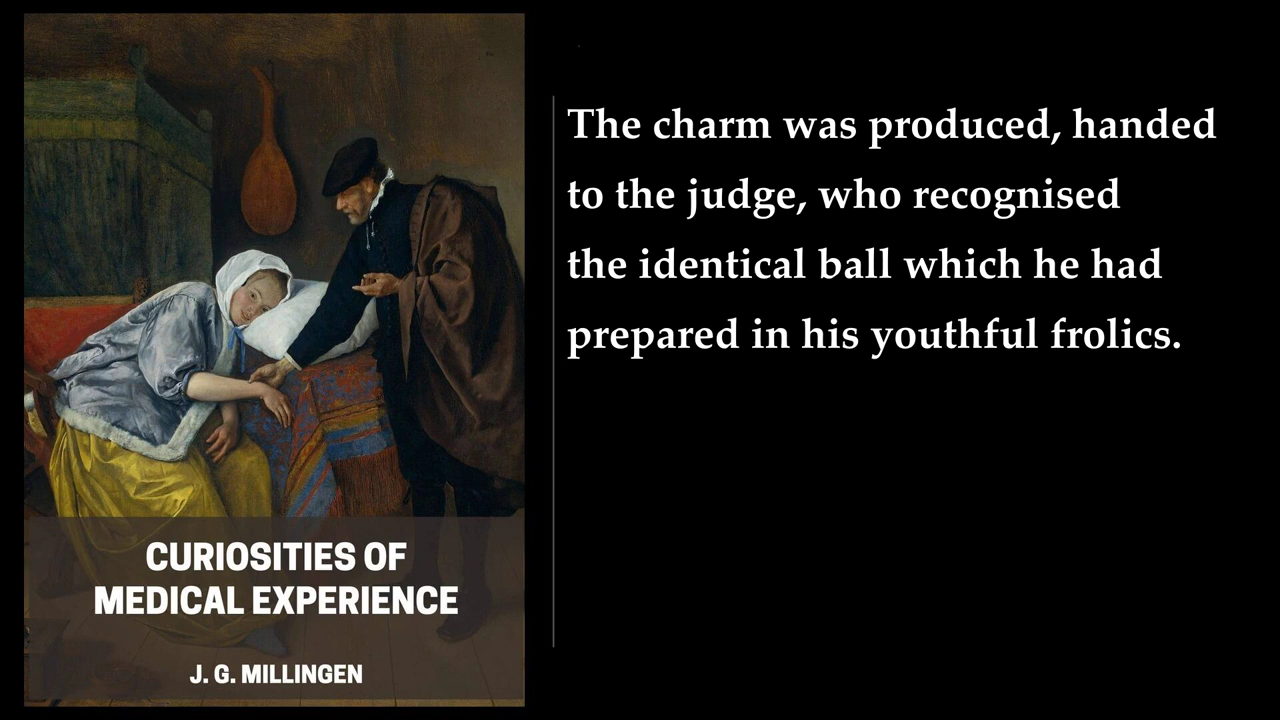 The charm was produced, handed
to the judge, who recognised
the identical ball which he had
prepared in his youthful frolics.
CURIOSITIES OF
MEDICAL EXPERIENCE
J. G. MILLINGEN